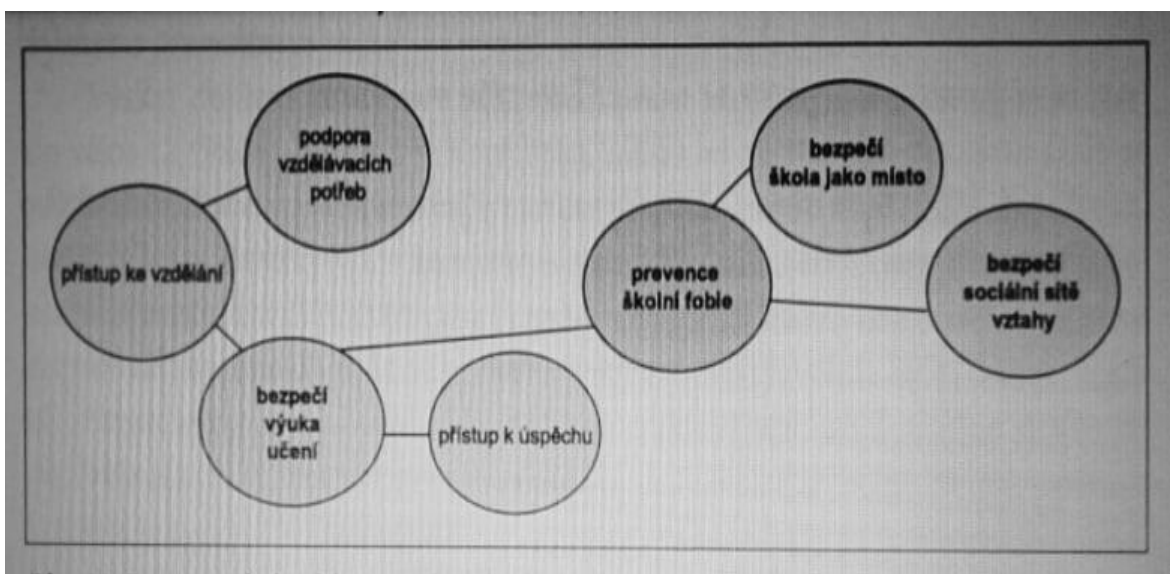 podpora
vzdělávacích
potřeb
přístup ke vzdělání
bezpečí
výuka
učení
přístup k úspěchu
prevence
školní fobie
bezpečí
škola jako místo
bezpečí
sociální sítě
vztahy